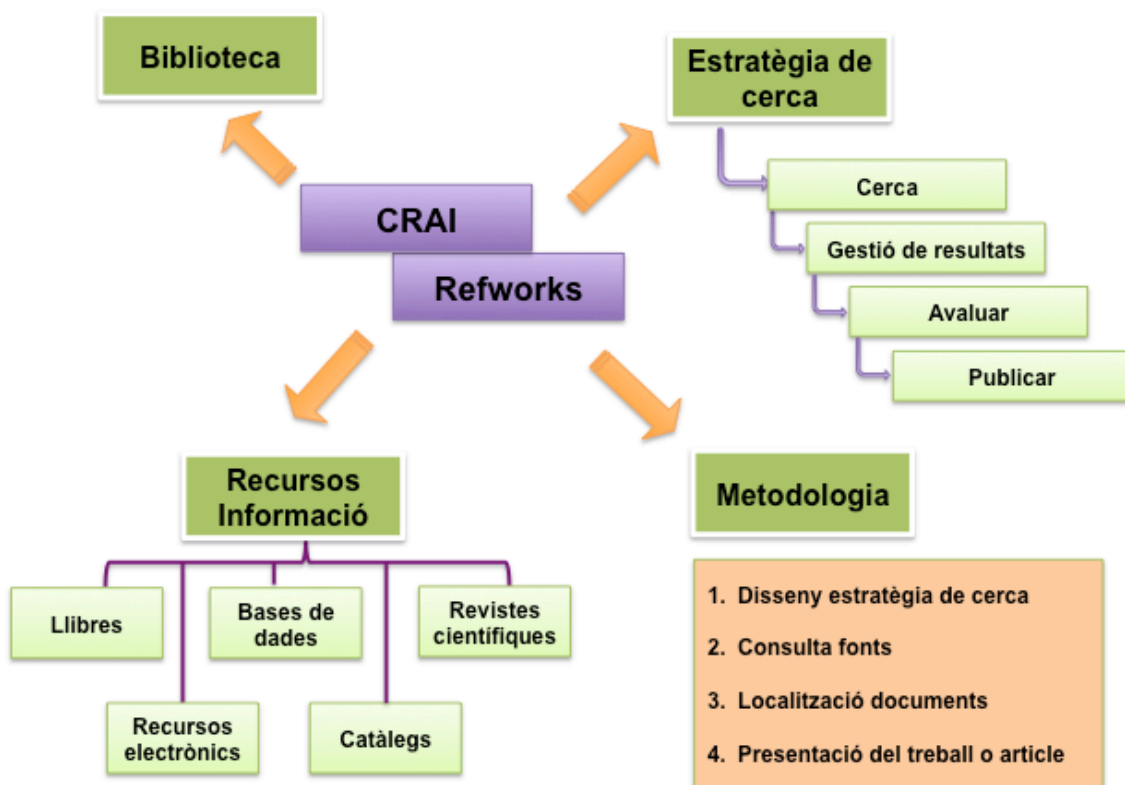 Biblioteca
Estratègia de
cerca
Cerca
Gestió de resultats
Avaluar
Publicar
CRAI
Refworks
Recursos
Informació
Llibres
Bases de
dades
Revistes
científiques
Recursos
electrònics
Catàlegs
Metodologia
1. Disseny estratègia de cerca
2. Consulta fonts
3. Localització documents
4. Presentació del treball o article